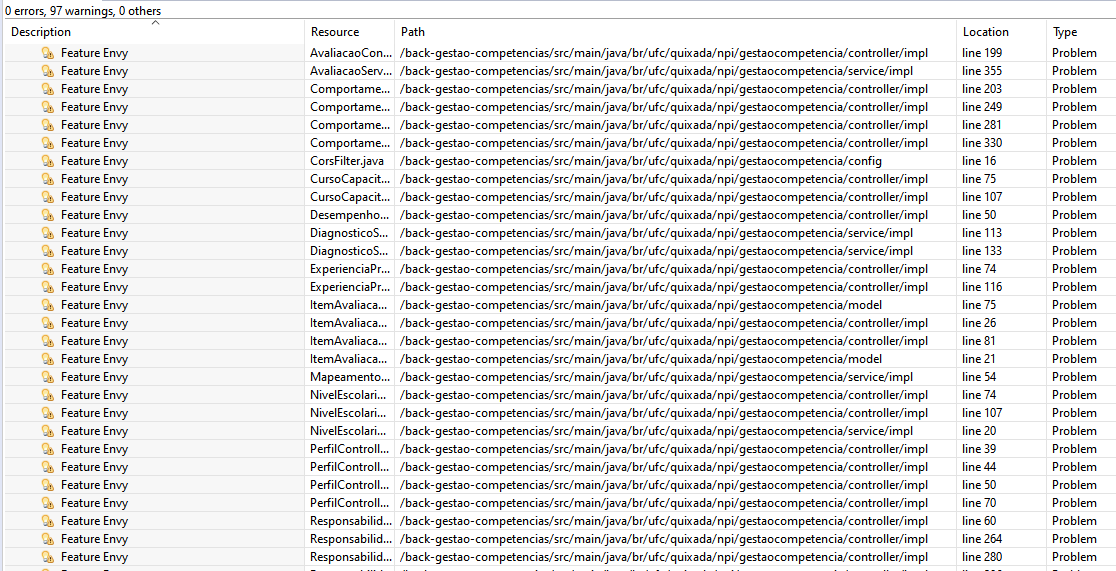 0 errors, 97 warnings, 0 others
Description Resource Path Location Type
Feature Envy AvaliacaoCon... /back-gestao-competencias/src/main/java/br/ufc/quixada/npi/gestaocompetencia/controller/impl line 199 Problem
Feature Envy AvaliacaoServ... /back-gestao-competencias/src/main/java/br/ufc/quixada/npi/gestaocompetencia/service/impl line 355 Problem
Feature Envy Comportame... /back-gestao-competencias/src/main/java/br/ufc/quixada/npi/gestaocompetencia/controller/impl line 203 Problem
Feature Envy Comportame... /back-gestao-competencias/src/main/java/br/ufc/quixada/npi/gestaocompetencia/controller/impl line 249 Problem
Feature Envy Comportame... /back-gestao-competencias/src/main/java/br/ufc/quixada/npi/gestaocompetencia/controller/impl line 281 Problem
Feature Envy Comportame... /back-gestao-competencias/src/main/java/br/ufc/quixada/npi/gestaocompetencia/controller/impl line 330 Problem
Feature Envy CorsFilter.java /back-gestao-competencias/src/main/java/br/ufc/quixada/npi/gestaocompetencia/config line 16 Problem
Feature Envy CursoCapacit... /back-gestao-competencias/src/main/java/br/ufc/quixada/npi/gestaocompetencia/controller/impl line 75 Problem
Feature Envy CursoCapacit... /back-gestao-competencias/src/main/java/br/ufc/quixada/npi/gestaocompetencia/controller/impl line 107 Problem
Feature Envy Desempenho... /back-gestao-competencias/src/main/java/br/ufc/quixada/npi/gestaocompetencia/controller/impl line 50 Problem
Feature Envy DiagnosticoS... /back-gestao-competencias/src/main/java/br/ufc/quixada/npi/gestaocompetencia/service/impl line 113 Problem
Feature Envy DiagnosticoS... /back-gestao-competencias/src/main/java/br/ufc/quixada/npi/gestaocompetencia/service/impl line 133 Problem
Feature Envy ExperienciaPr... /back-gestao-competencias/src/main/java/br/ufc/quixada/npi/gestaocompetencia/controller/impl line 74 Problem
Feature Envy ExperienciaPr... /back-gestao-competencias/src/main/java/br/ufc/quixada/npi/gestaocompetencia/controller/impl line 116 Problem
Feature Envy ItemAvaliaca... /back-gestao-competencias/src/main/java/br/ufc/quixada/npi/gestaocompetencia/model line 75 Problem
Feature Envy ItemAvaliaca... /back-gestao-competencias/src/main/java/br/ufc/quixada/npi/gestaocompetencia/controller/impl line 26 Problem
Feature Envy ItemAvaliaca... /back-gestao-competencias/src/main/java/br/ufc/quixada/npi/gestaocompetencia/controller/impl line 81 Problem
Feature Envy ItemAvaliaca... /back-gestao-competencias/src/main/java/br/ufc/quixada/npi/gestaocompetencia/model line 21 Problem
Feature Envy Mapeamento... /back-gestao-competencias/src/main/java/br/ufc/quixada/npi/gestaocompetencia/service/impl line 54 Problem
Feature Envy NivelEscolari... /back-gestao-competencias/src/main/java/br/ufc/quixada/npi/gestaocompetencia/controller/impl line 74 Problem
Feature Envy NivelEscolari... /back-gestao-competencias/src/main/java/br/ufc/quixada/npi/gestaocompetencia/controller/impl line 107 Problem
Feature Envy NivelEscolari... /back-gestao-competencias/src/main/java/br/ufc/quixada/npi/gestaocompetencia/service/impl line 20 Problem
Feature Envy PerfilControll... /back-gestao-competencias/src/main/java/br/ufc/quixada/npi/gestaocompetencia/controller/impl line 39 Problem
Feature Envy PerfilControll... /back-gestao-competencias/src/main/java/br/ufc/quixada/npi/gestaocompetencia/controller/impl line 44 Problem
Feature Envy PerfilControll... /back-gestao-competencias/src/main/java/br/ufc/quixada/npi/gestaocompetencia/controller/impl line 50 Problem
Feature Envy PerfilControll... /back-gestao-competencias/src/main/java/br/ufc/quixada/npi/gestaocompetencia/controller/impl line 70 Problem
Feature Envy Responsabilid... /back-gestao-competencias/src/main/java/br/ufc/quixada/npi/gestaocompetencia/controller/impl line 60 Problem
Feature Envy Responsabilid... /back-gestao-competencias/src/main/java/br/ufc/quixada/npi/gestaocompetencia/controller/impl line 264 Problem
Feature Envy Responsabilid... /back-gestao-competencias/src/main/java/br/ufc/quixada/npi/gestaocompetencia/controller/impl line 280 Problem